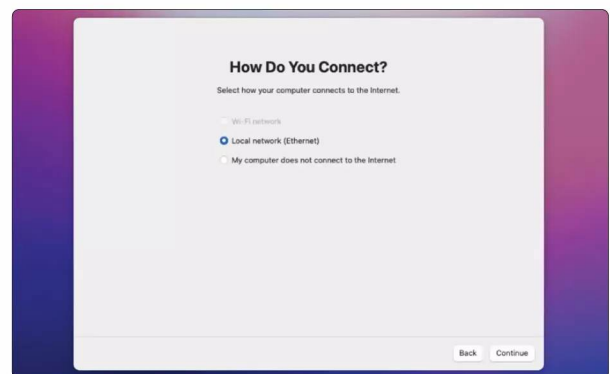 How Do You Connect?
Select how your computer connects to the Internet.
Wi-Fi network
Local network (Ethernet)
My computer does not connect to the Internet
Back
Continue